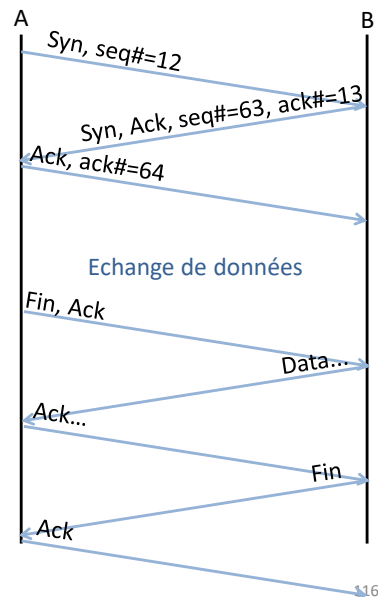 A
B
Syn, seq#=12
Syn, Ack, seq#=63, ack#=13
Ack, ack#=64
Echange de données
Fin, Ack
Data...
Ack...
Fin
Ack
116